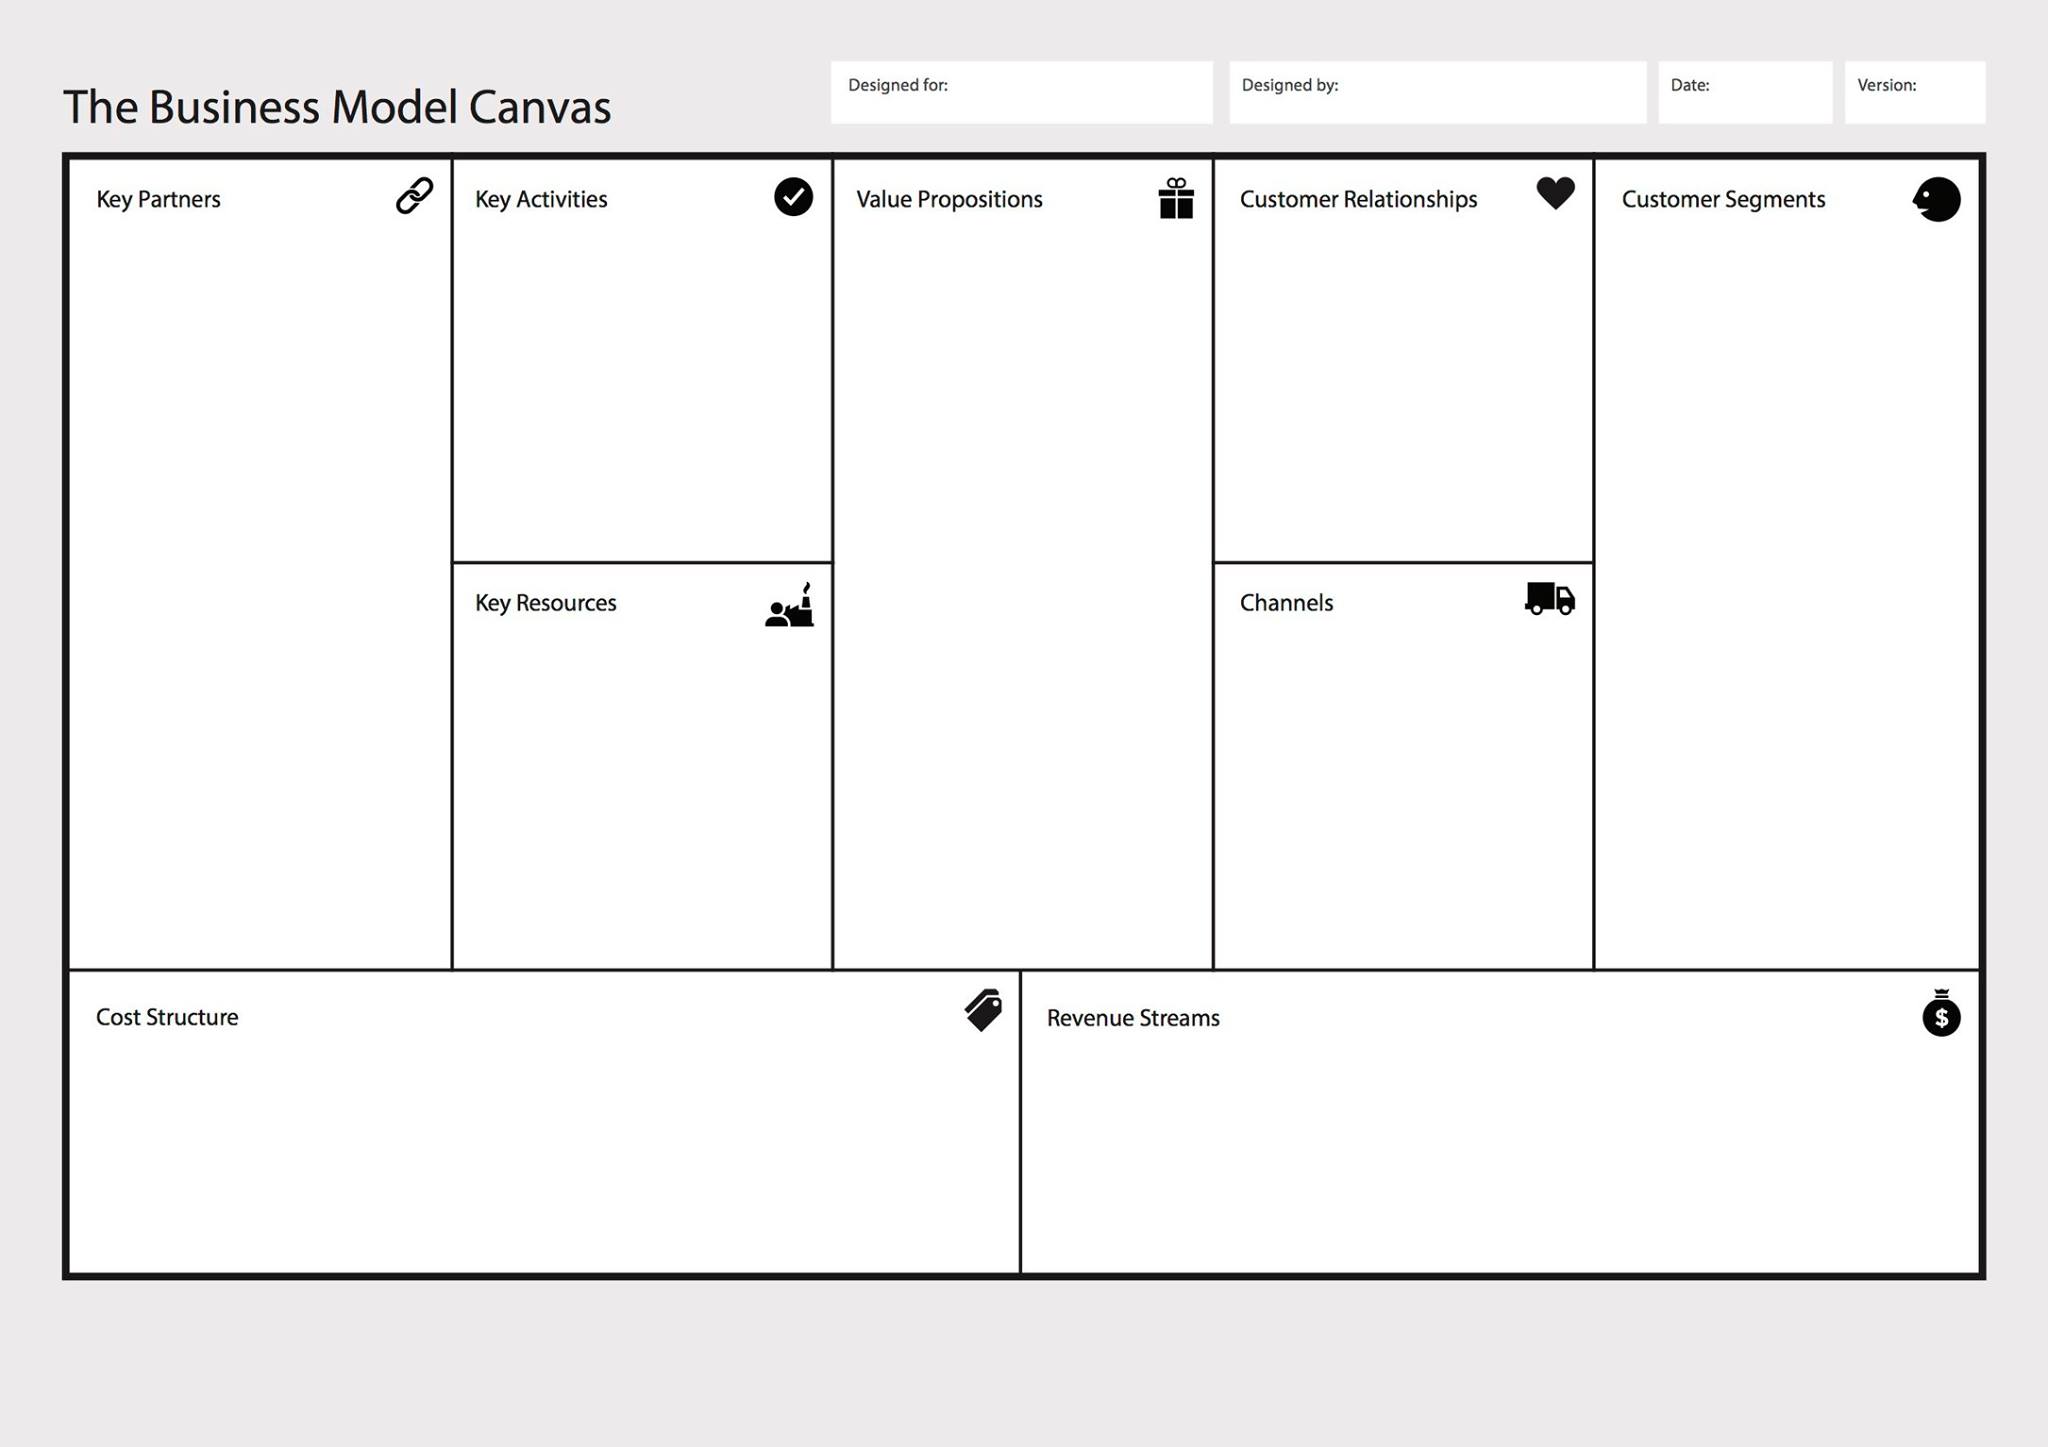 The Business Model Canvas
Designed for:
Designed by:
Date:
Version:
Key Partners
Key Activities
Value Propositions
Customer Relationships
Customer Segments
Key Resources
Channels
Cost Structure
Revenue Streams
$